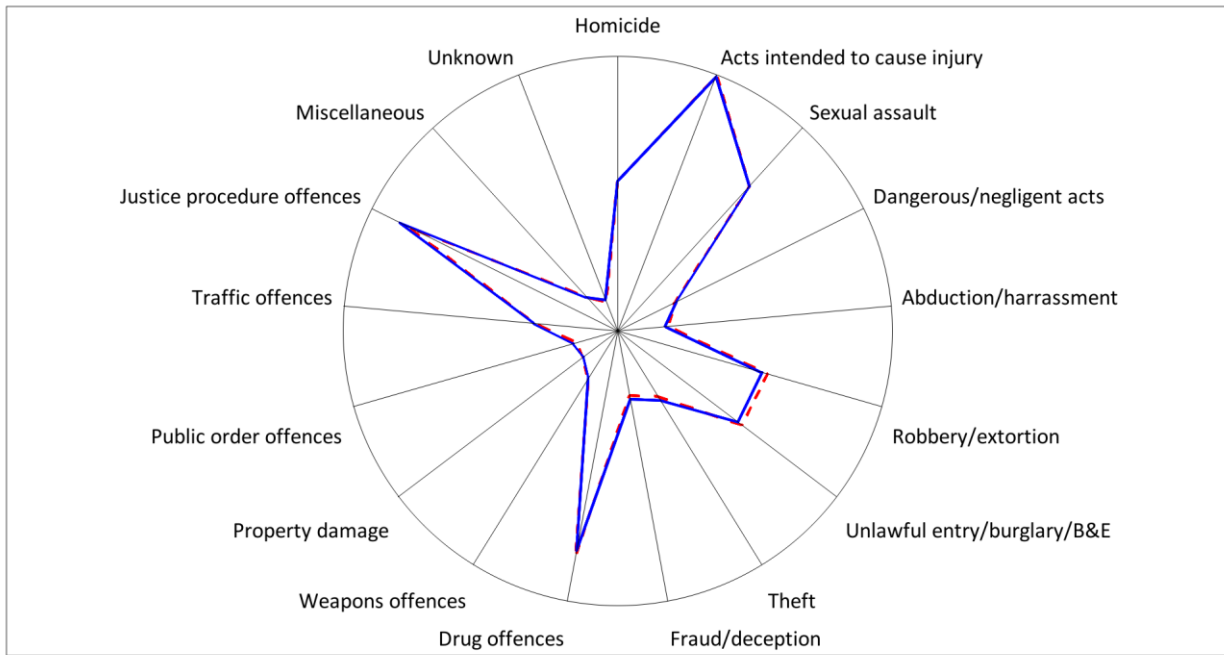 Homicide
Acts intended to cause injury
Sexual assault
Dangerous/negligent acts
Abduction/harrassment
Robbery/extortion
Unlawful entry/burglary/B&E
Theft
Fraud/deception
Drug offences
Weapons offences
Property damage
Public order offences
Traffic offences
Justice procedure offences
Miscellaneous
Unknown